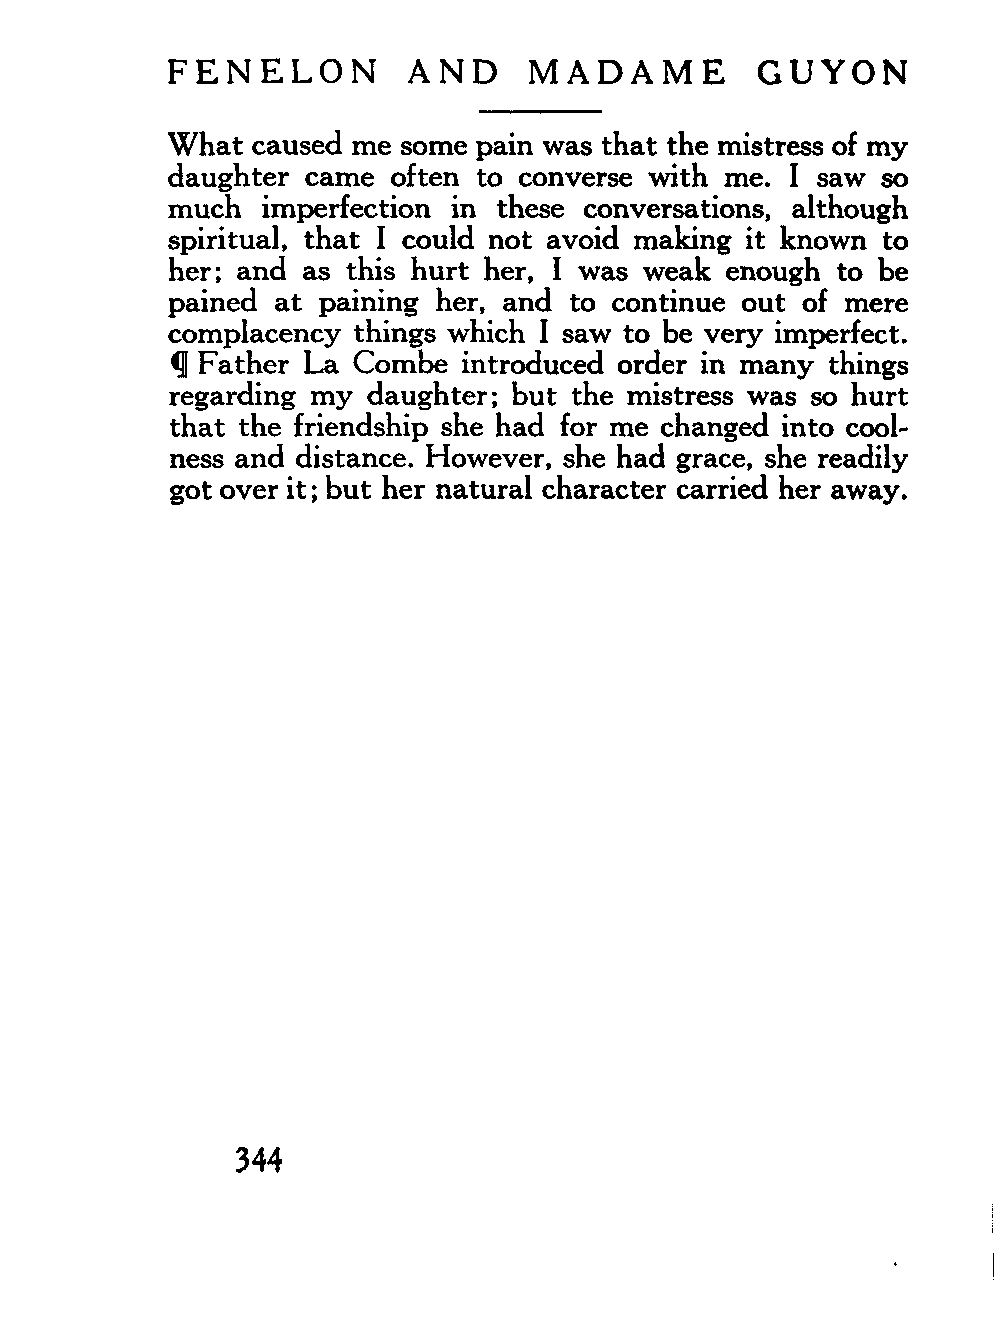 FENELON AND MADAME GUYON
What caused me some pain was that the mistress of my
daughter came often to converse with me. I saw so
much imperfection in these conversations, although
spiritual, that I could not avoid making it known to
her; and as this hurt her, I was weak enough to be
pained at paining her, and to continue out of mere
complacency things which I saw to be very imperfect.
¶ Father La Combe introduced order in many things
regarding my daughter; but the mistress was so hurt
that the friendship she had for me changed into cool-
ness and distance. However, she had grace, she readily
got over it; but her natural character carried her away.
344